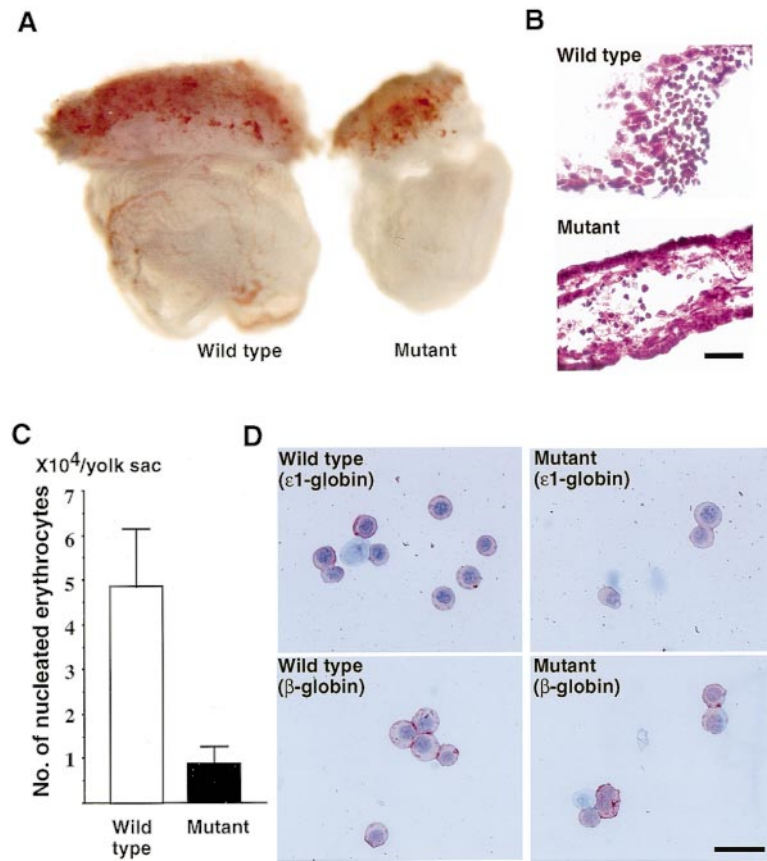 A
Wild type
Mutant
B
Wild type
Mutant
C
X10⁴/yolk sac
No. of nucleated erythrocytes
7
6
5
4
3
2
1
Wild
type
Mutant
D
Wild type
(ε1-globin)
Mutant
(ε1-globin)
Wild type
(β-globin)
Mutant
(β-globin)